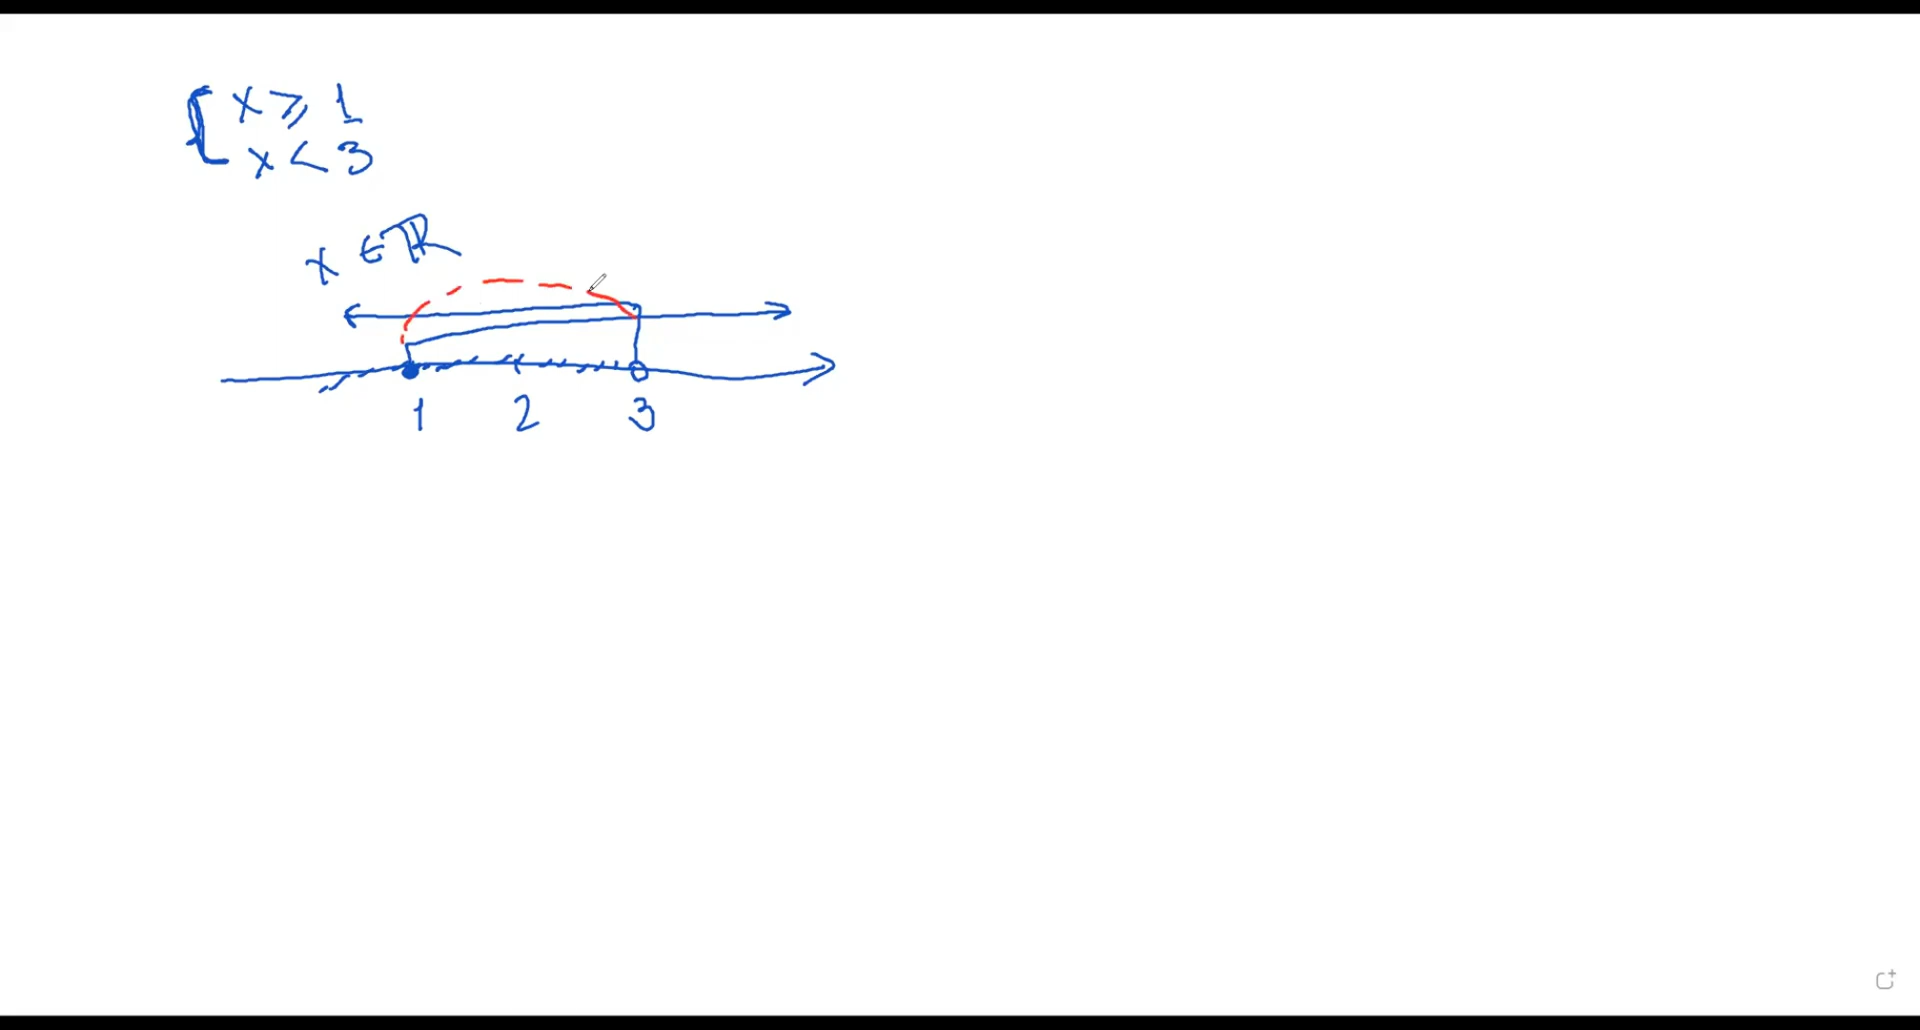 { x ⩾ 1
x < 3
x ∈ ℝ
1 2 3